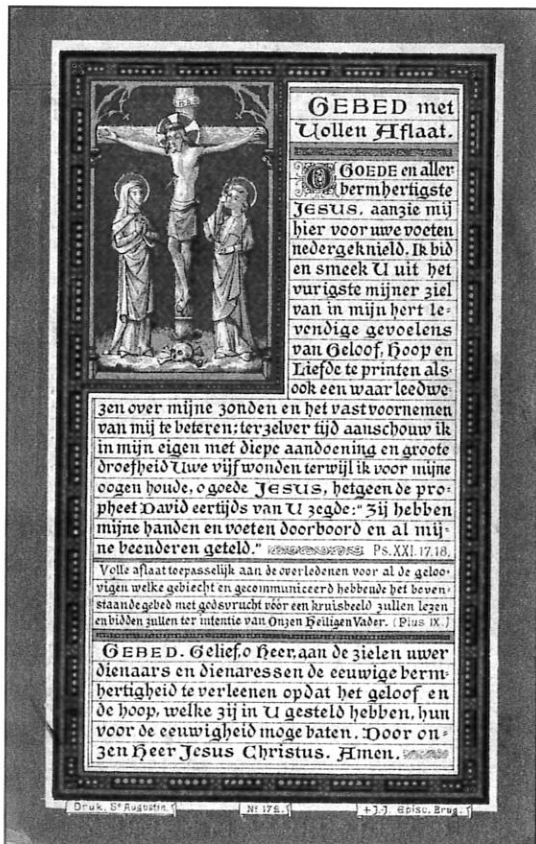 I N R I
GEBED met
Vollen Aflaat.
O GOEDE en aller
bermhertigste
JESUS, aanzie mij
hier voor uwe voeten
nedergeknield. Ik bid
en smeek U uit het
vurigste mijner ziel
van in mijn hert le=
vendige gevoelens
van Geloof, Hoop en
Liefde te printen als=
ook een waar leedwe=
zen over mijne zonden en het vast voornemen
van mij te beteren; terzelver tijd aanschouw ik
in mijn eigen met diepe aandoening en groote
droefheid Uwe vijf wonden terwijl ik voor mijne
oogen houde, o goede JESUS, hetgeen de pro=
pheet David eertijds van U zegde: "Zij hebben
mijne handen en voeten doorboord en al mij=
ne beenderen geteld." Ps. XXI. 17.18.
Volle aflaat toepasselijk aan de overledenen voor al de geloo=
vigen welke gebiecht en gecommuniceerd hebbende het boven=
staande gebed met godsvrucht vóór een kruisbeeld zullen lezen
en bidden zullen ter intentie van Onzen Heiligen Vader. (Pius IX.)
GEBED. Gelief, o Heer, aan de zielen uwer
dienaars en dienaressen de eeuwige berm=
hertigheid te verleenen opdat het geloof en
de hoop, welke zij in U gesteld hebben, hun
voor de eeuwigheid moge baten. Door on=
zen Heer Jesus Christus. Amen.
Druk. St Augustin. Nr 172. + J.-J. Episc. Brug.